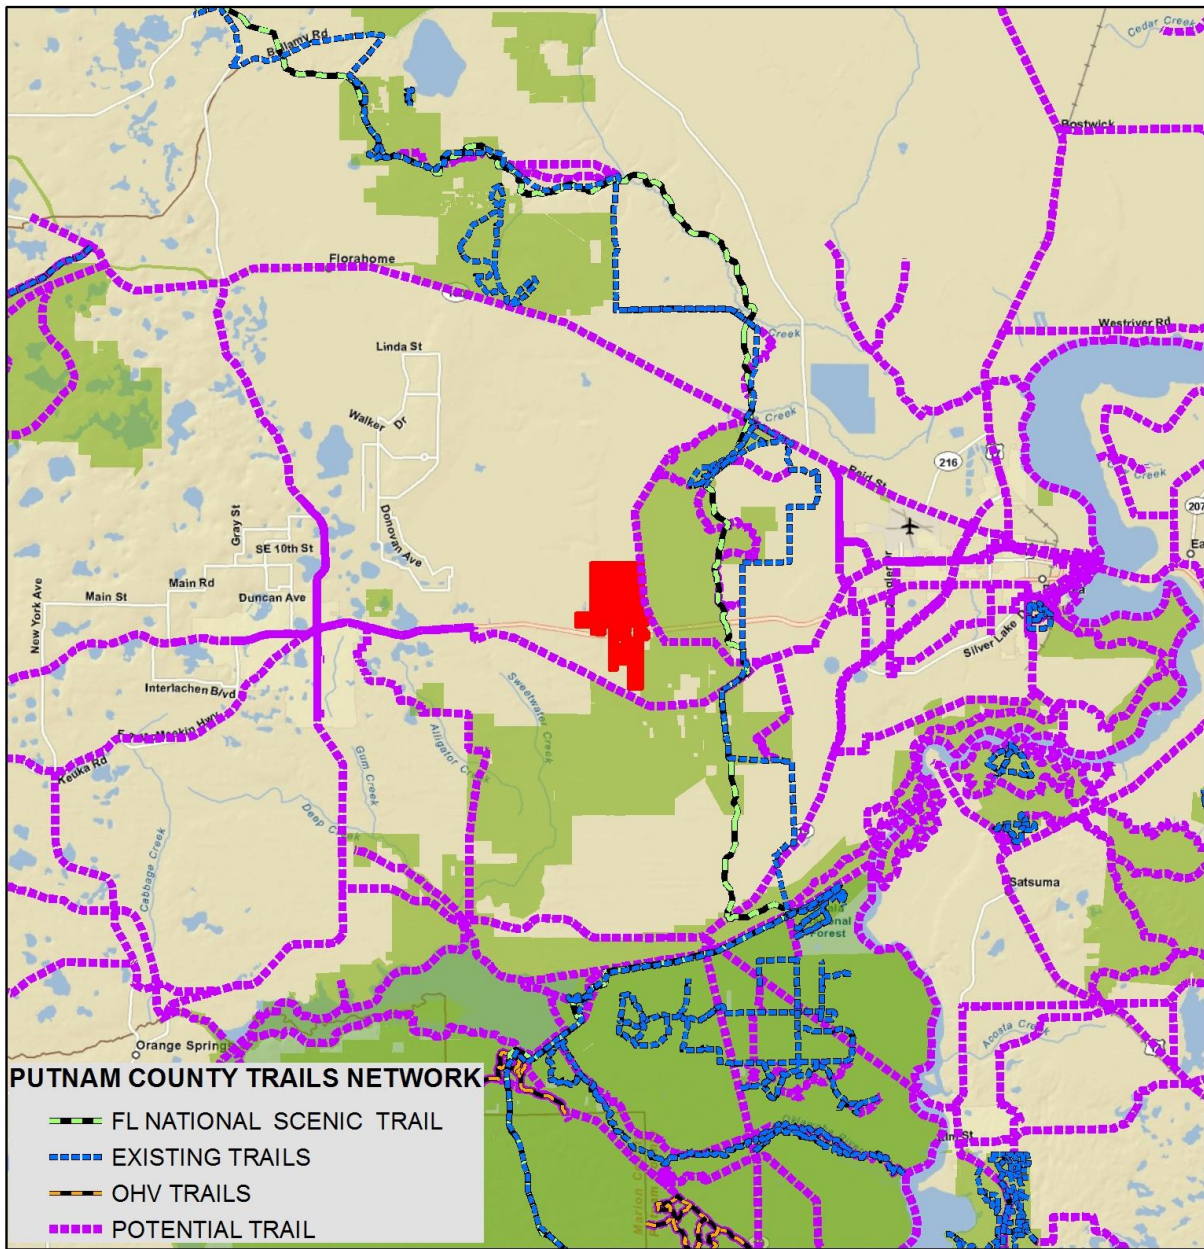 Bellamy Rd
Cedar Creek
Bostwick
Florahome
Westriver Rd
Linda St
Creek
Walker Dr
Creek
Reid St
216
Creek
207
Gray St
SE 10th St
Donovan Ave
Main Rd
Main St
Duncan Ave
New York Ave
Silver Lake
Interlachen Blvd
Sweetwater Creek
Alligator Creek
Gum Creek
Keuka Rd
Deep Creek
Cabbage Creek
Satsuma
Forest
Acosta Creek
Orange Springs
PUTNAM COUNTY TRAILS NETWORK
FL NATIONAL SCENIC TRAIL
EXISTING TRAILS
OHV TRAILS
POTENTIAL TRAIL